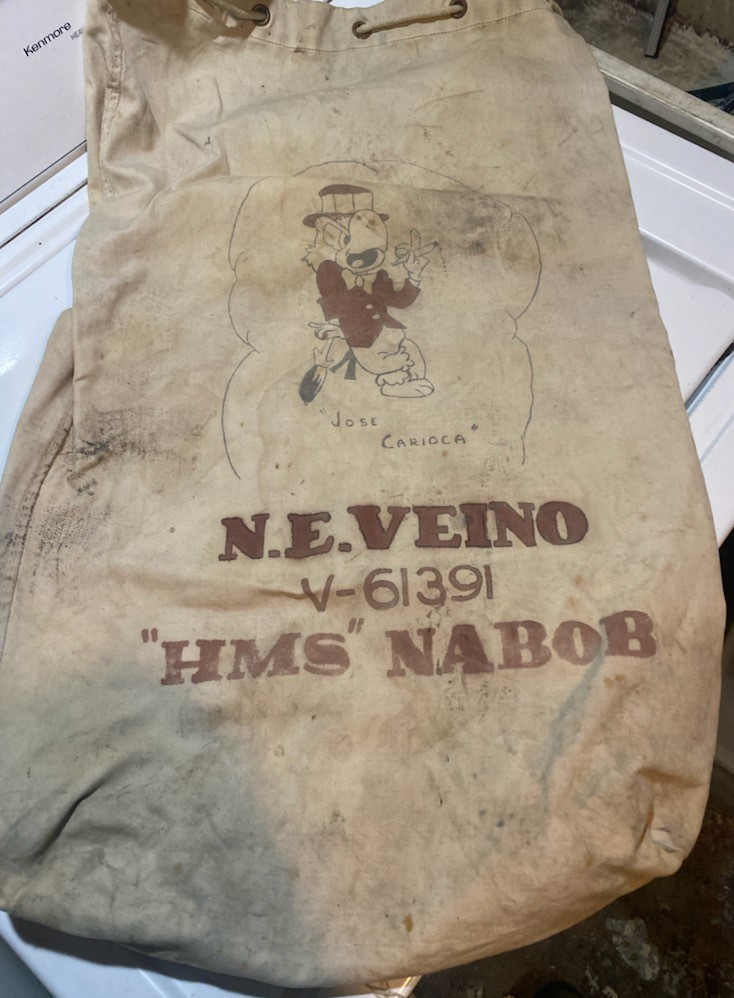 Kenmore
"JOSE
CARIOCA"
N.E.VEINO
V-61391
"HMS" NABOB